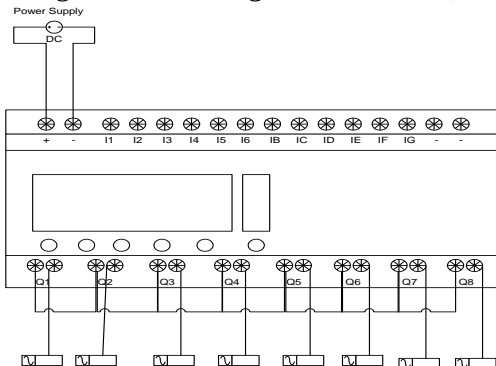 Power Supply
DC
+ - I1 I2 I3 I4 I5 I6 IB IC ID IE IF IG - -
Q1 Q2 Q3 Q4 Q5 Q6 Q7 Q8